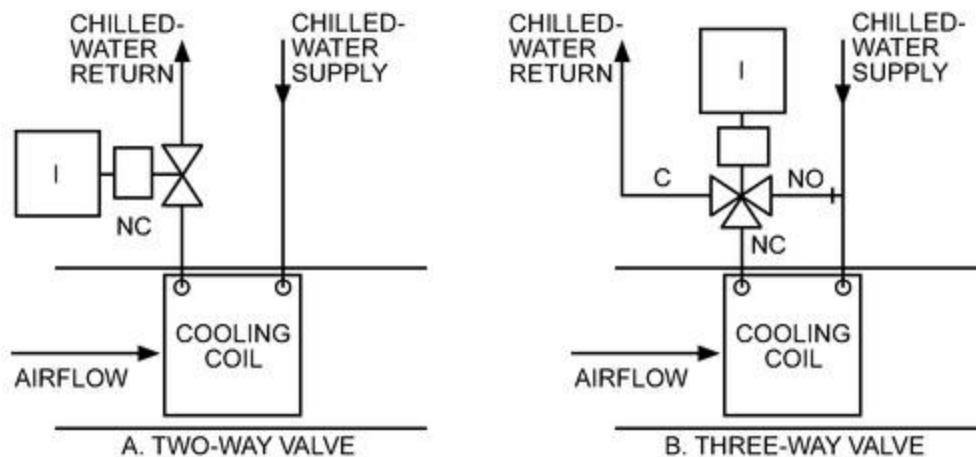 CHILLED-
WATER
RETURN
CHILLED-
WATER
SUPPLY
I
NC
COOLING
COIL
AIRFLOW
A. TWO-WAY VALVE
CHILLED-
WATER
RETURN
I
CHILLED-
WATER
SUPPLY
C
NO
NC
COOLING
COIL
AIRFLOW
B. THREE-WAY VALVE